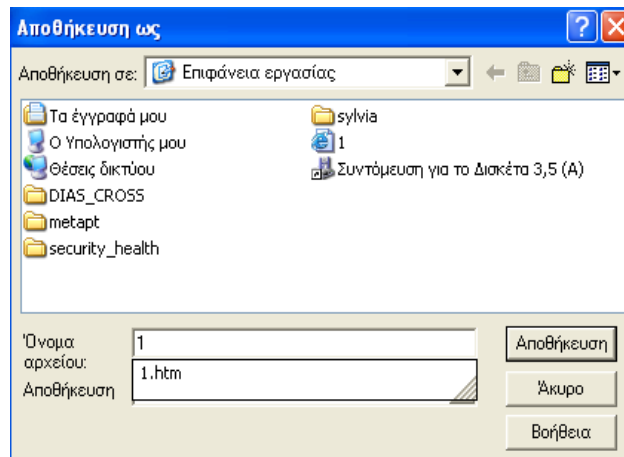 Αποθήκευση ως
Αποθήκευση σε: Επιφάνεια εργασίας
Τα έγγραφά μου
Ο Υπολογιστής μου
Θέσεις δικτύου
DIAS_CROSS
metapt
security_health
sylvia
1
Συντόμευση για το Δισκέτα 3,5 (A)
Όνομα αρχείου: 1
1.htm
Αποθήκευση
Αποθήκευση
Άκυρο
Βοήθεια